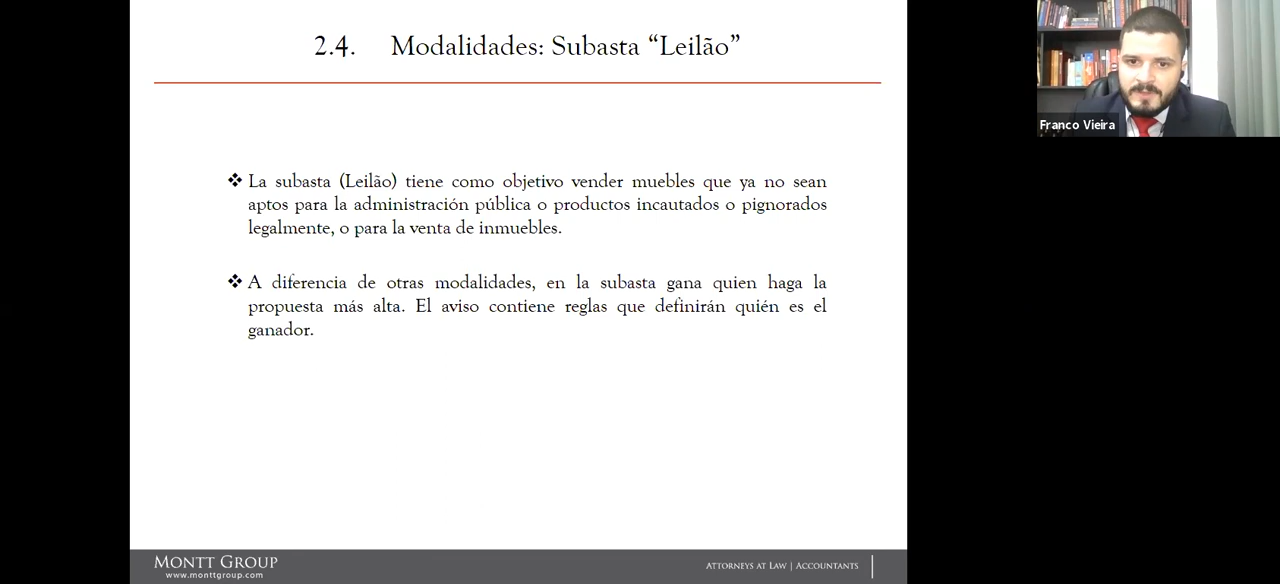 2.4. Modalidades: Subasta “Leilão”
Franco Vieira
❖ La subasta (Leilão) tiene como objetivo vender muebles que ya no sean
aptos para la administración pública o productos incautados o pignorados
legalmente, o para la venta de inmuebles.
❖ A diferencia de otras modalidades, en la subasta gana quien haga la
propuesta más alta. El aviso contiene reglas que definirán quién es el
ganador.
MONTT GROUP
www.monttgroup.com
ATTORNEYS AT LAW | ACCOUNTANTS